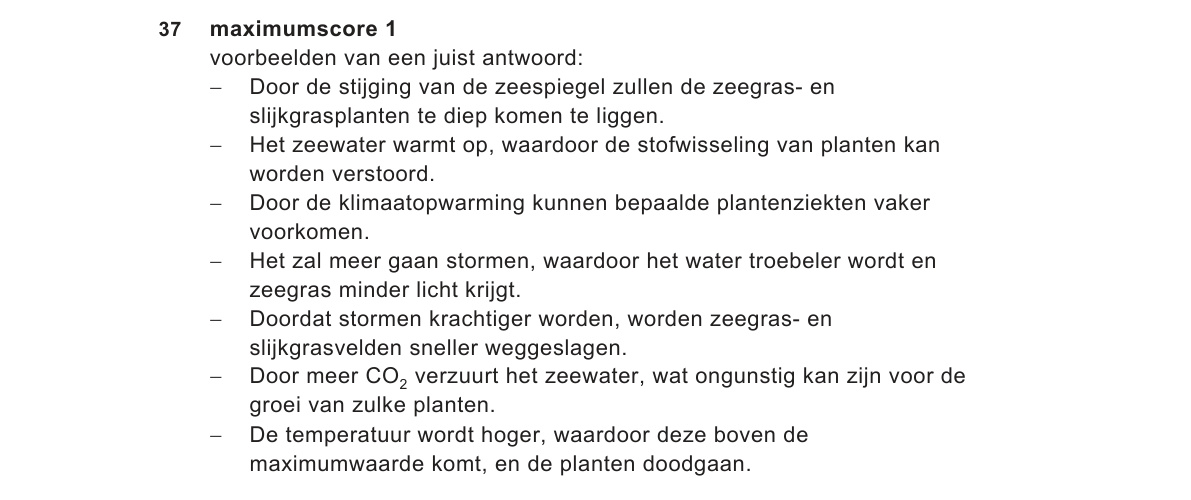 37 maximumscore 1
voorbeelden van een juist antwoord:
− Door de stijging van de zeespiegel zullen de zeegras- en
slijkgrasplanten te diep komen te liggen.
− Het zeewater warmt op, waardoor de stofwisseling van planten kan
worden verstoord.
− Door de klimaatopwarming kunnen bepaalde plantenziekten vaker
voorkomen.
− Het zal meer gaan stormen, waardoor het water troebeler wordt en
zeegras minder licht krijgt.
− Doordat stormen krachtiger worden, worden zeegras- en
slijkgrasvelden sneller weggeslagen.
− Door meer CO₂ verzuurt het zeewater, wat ongunstig kan zijn voor de
groei van zulke planten.
− De temperatuur wordt hoger, waardoor deze boven de
maximumwaarde komt, en de planten doodgaan.